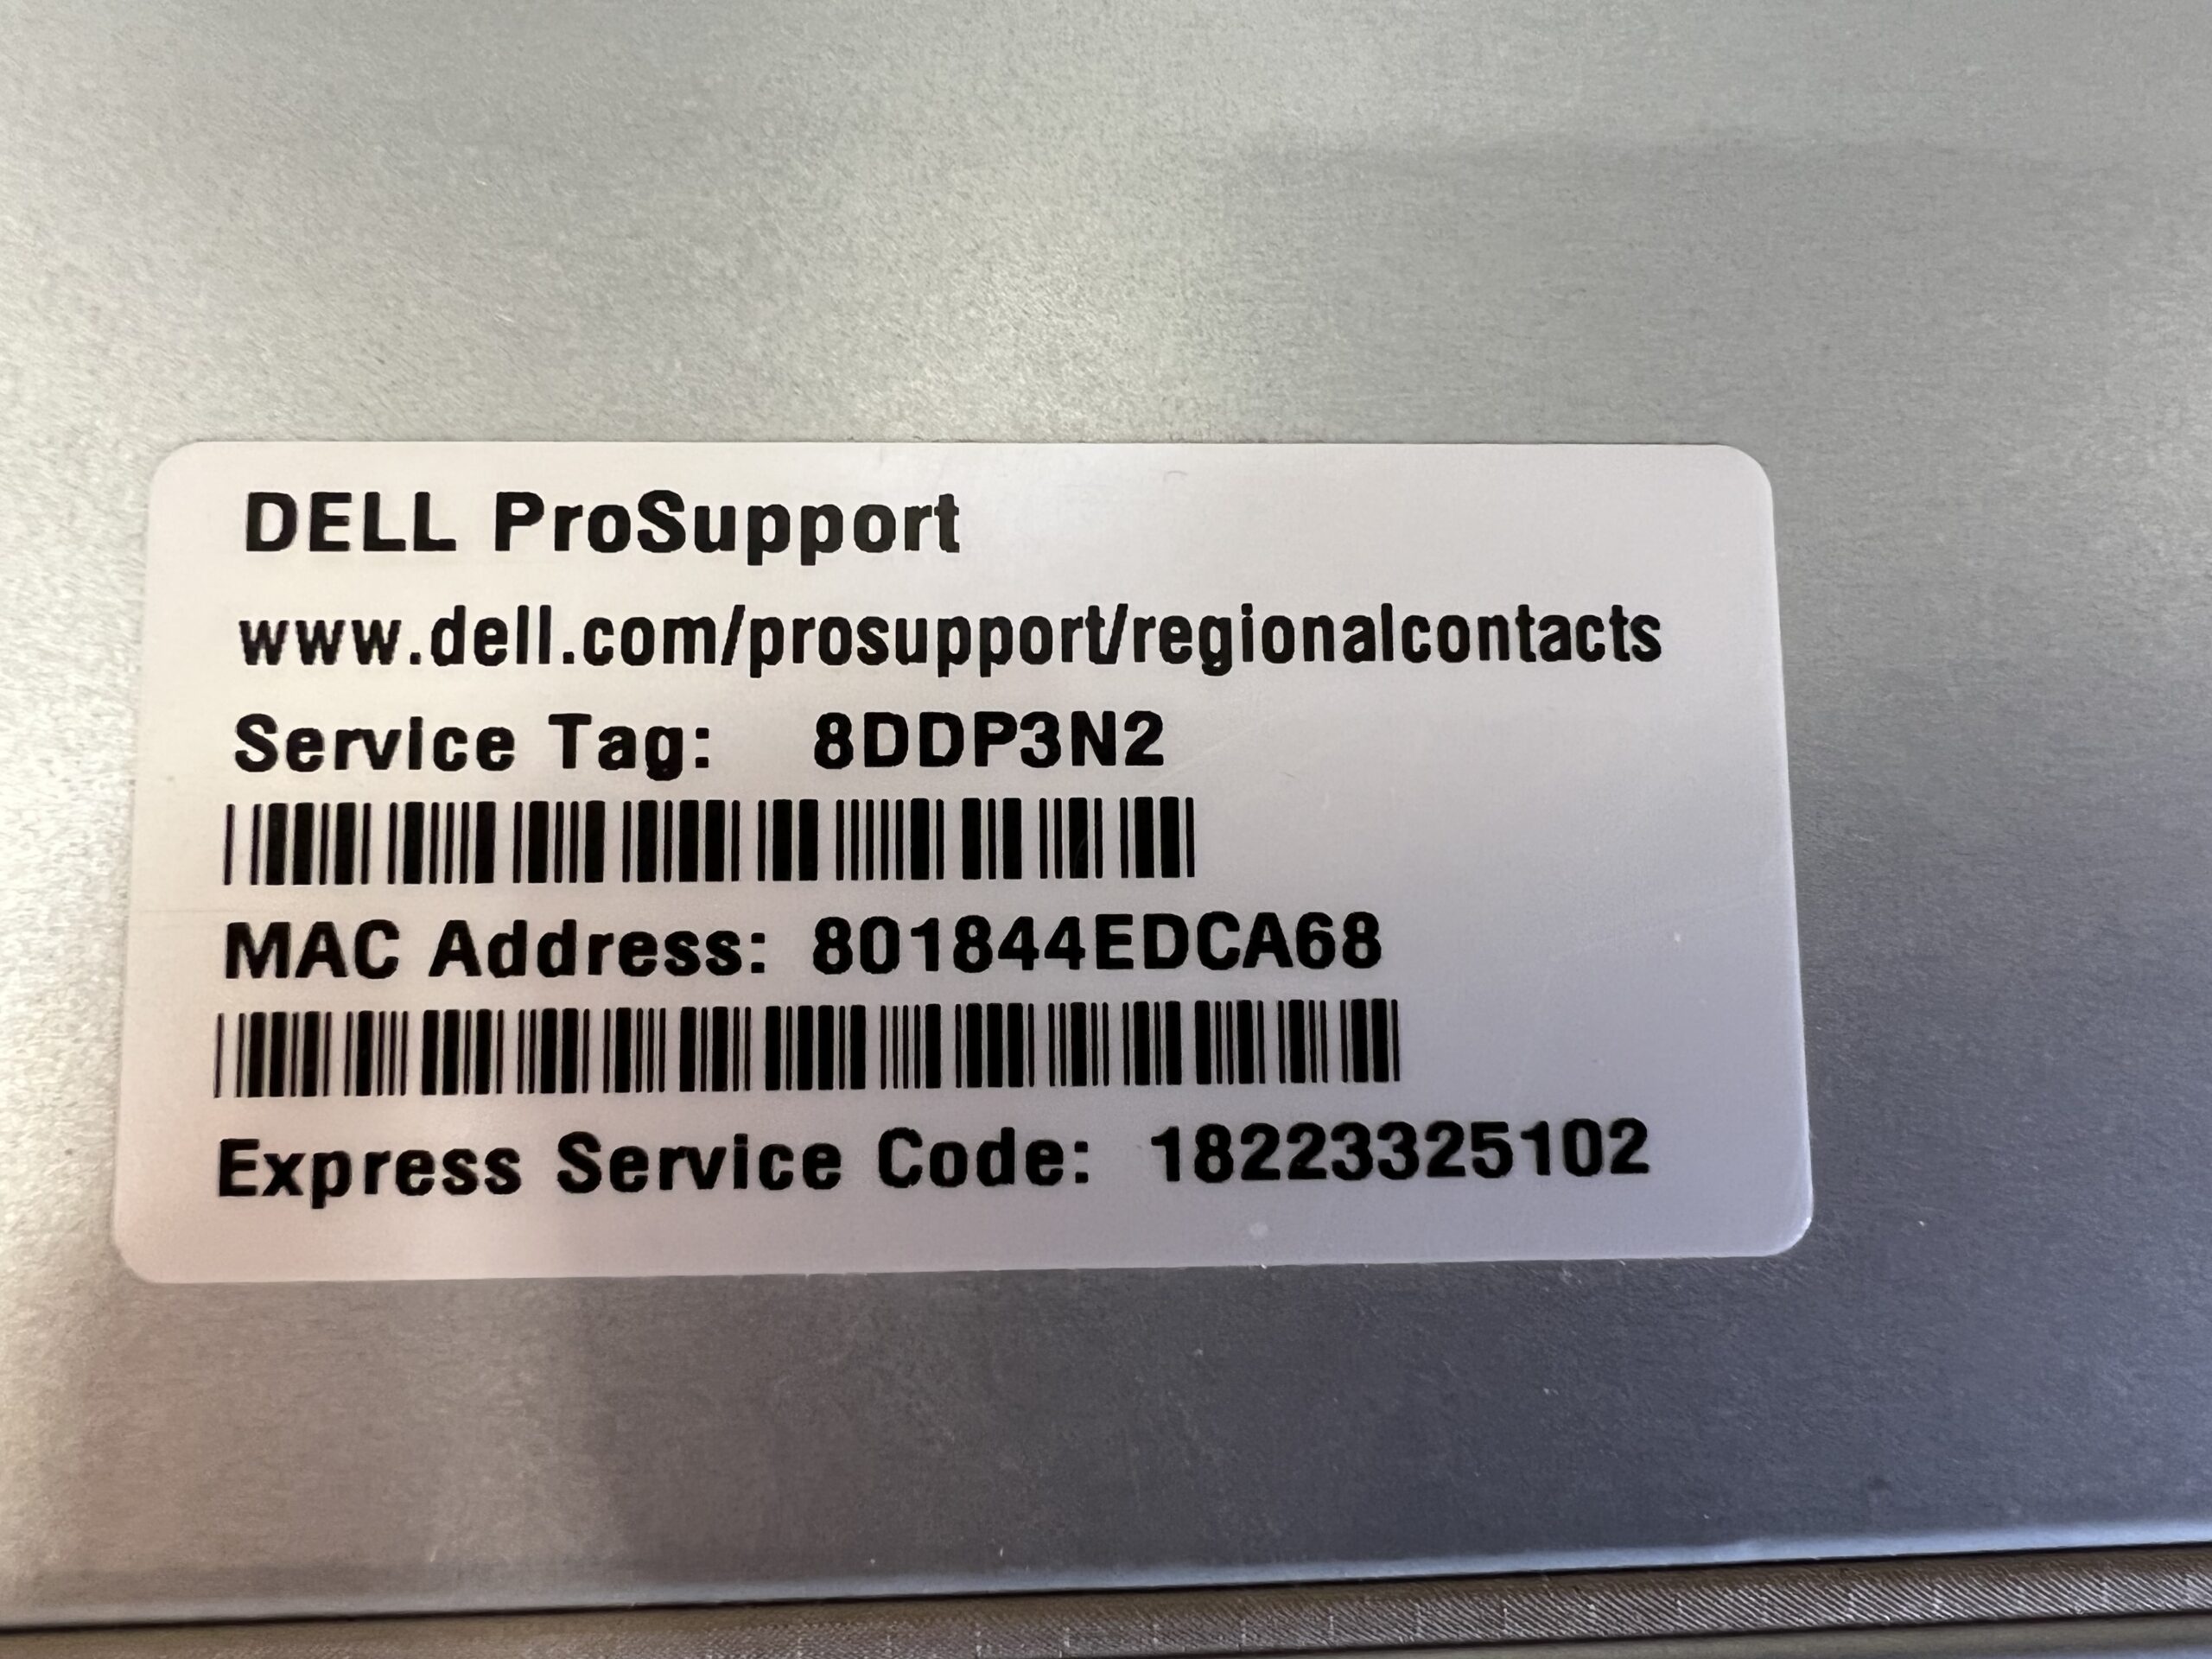 DELL ProSupport
www.dell.com/prosupport/regionalcontacts
Service Tag: 8DDP3N2
MAC Address: 801844EDCA68
Express Service Code: 18223325102